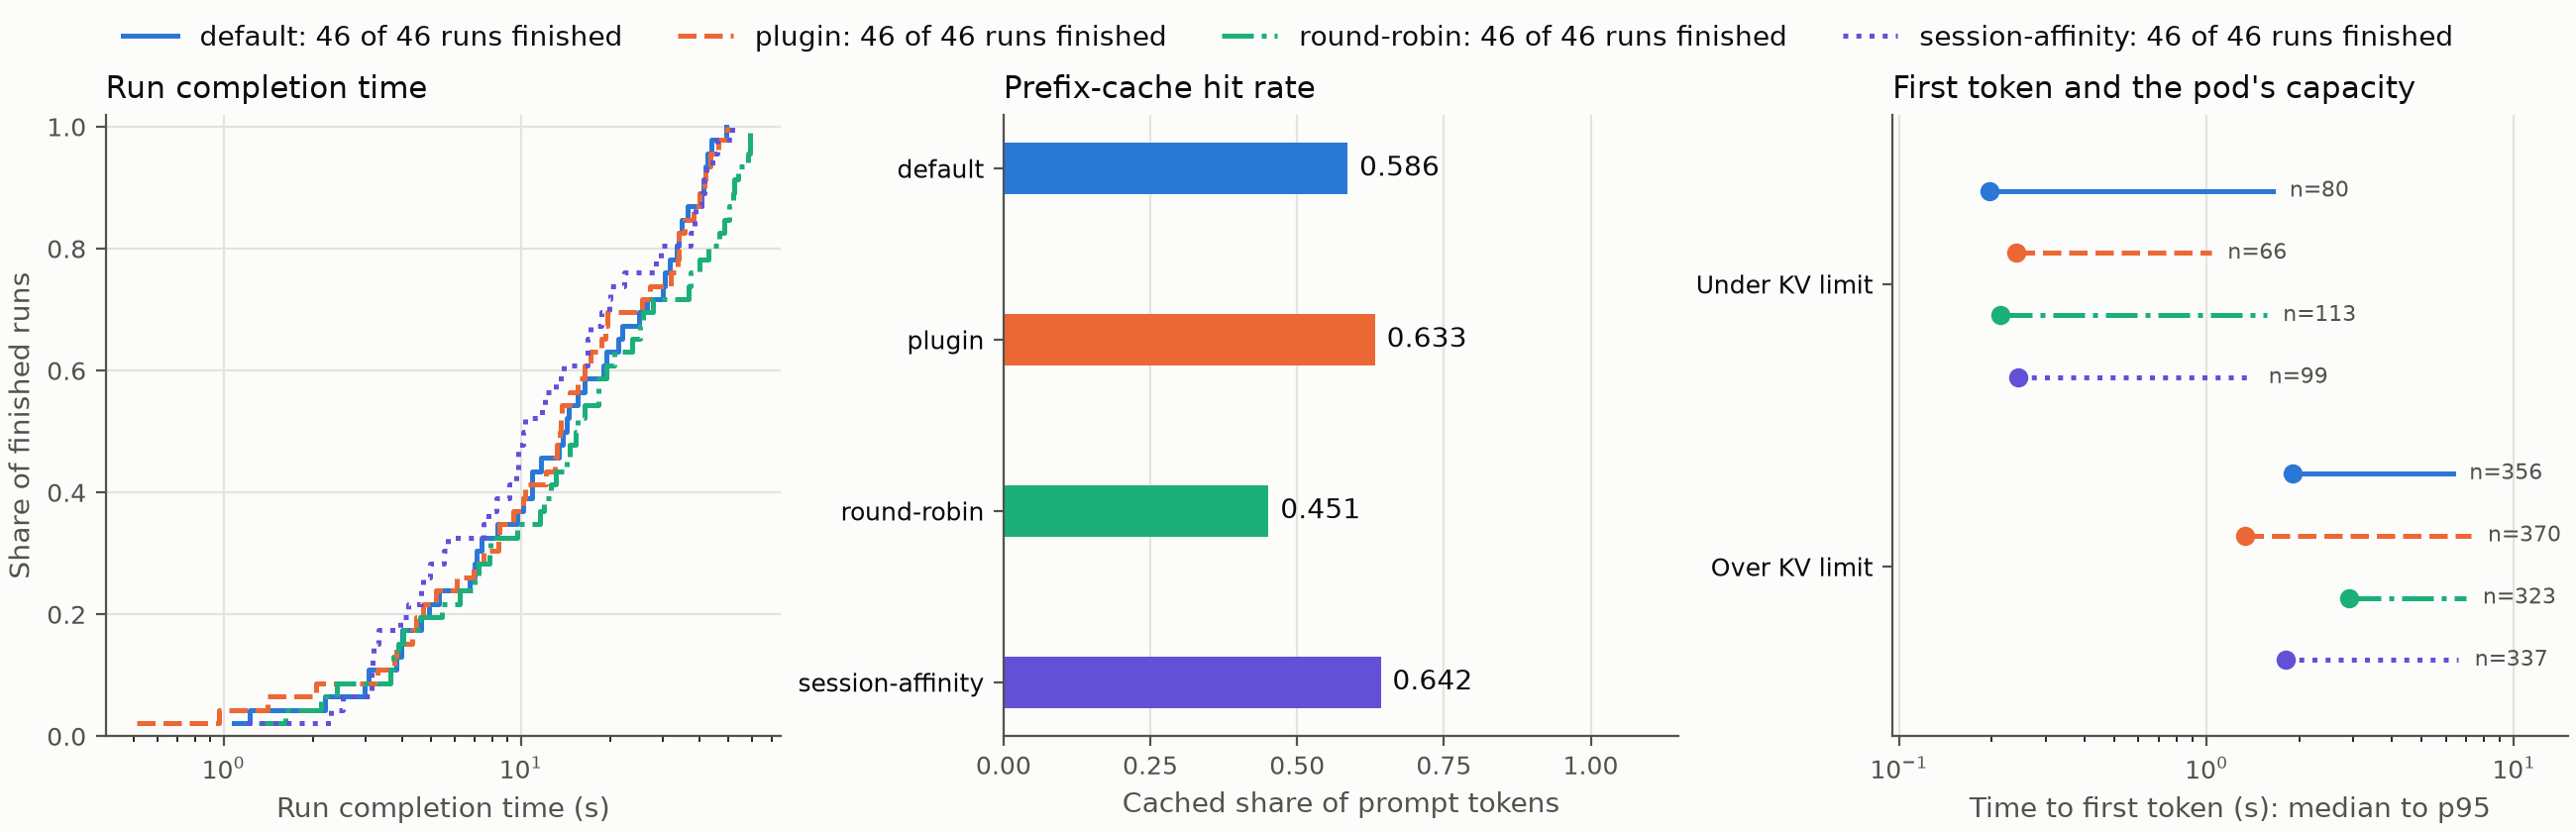 default: 46 of 46 runs finished
plugin: 46 of 46 runs finished
round-robin: 46 of 46 runs finished
session-affinity: 46 of 46 runs finished
Run completion time
Share of finished runs
1.0
0.8
0.6
0.4
0.2
0.0
10⁰
10¹
Run completion time (s)
Prefix-cache hit rate
default
0.586
plugin
0.633
round-robin
0.451
session-affinity
0.642
0.00
0.25
0.50
0.75
1.00
Cached share of prompt tokens
First token and the pod's capacity
Under KV limit
n=80
n=66
n=113
n=99
Over KV limit
n=356
n=370
n=323
n=337
10⁻¹
10⁰
10¹
Time to first token (s): median to p95